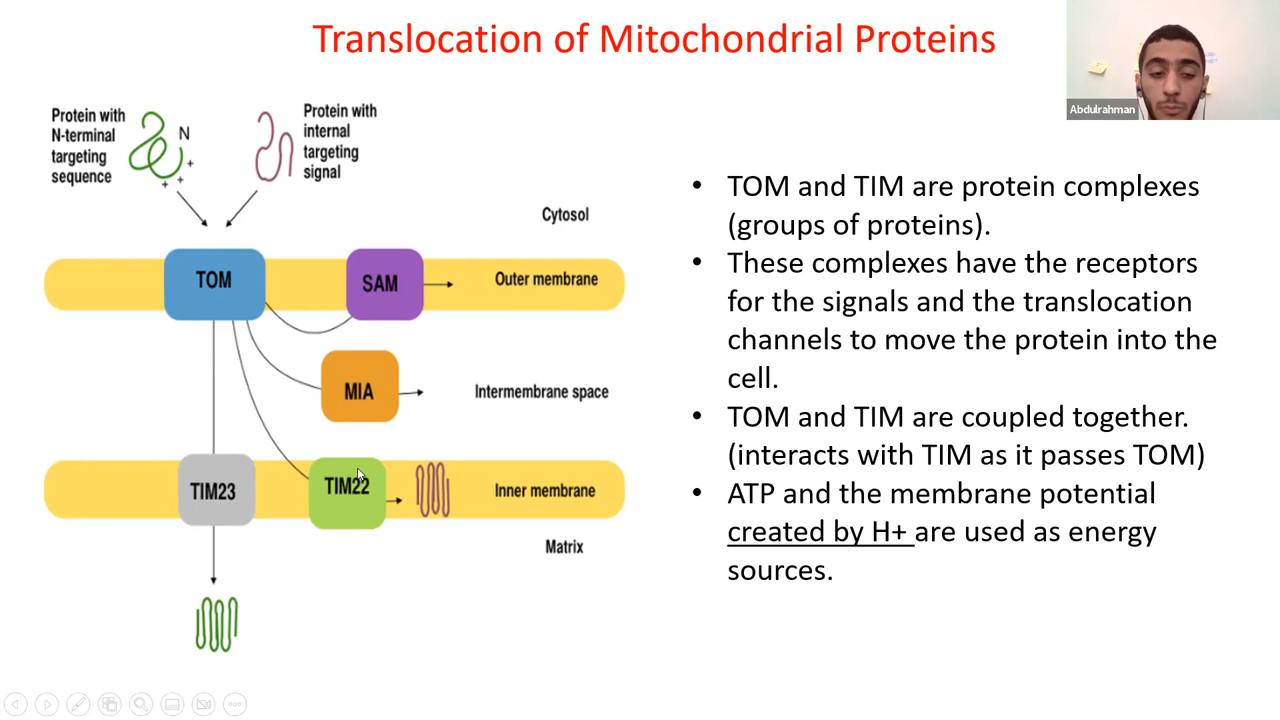 Translocation of Mitochondrial Proteins
Abdulrahman
Protein with
N-terminal
targeting
sequence
N
+
+
+
Protein with
internal
targeting
signal
Cytosol
TOM
SAM
Outer membrane
MIA
Intermembrane space
TIM23
TIM22
Inner membrane
Matrix
• TOM and TIM are protein complexes
(groups of proteins).
• These complexes have the receptors
for the signals and the translocation
channels to move the protein into the
cell.
• TOM and TIM are coupled together.
(interacts with TIM as it passes TOM)
• ATP and the membrane potential
created by H+ are used as energy
sources.